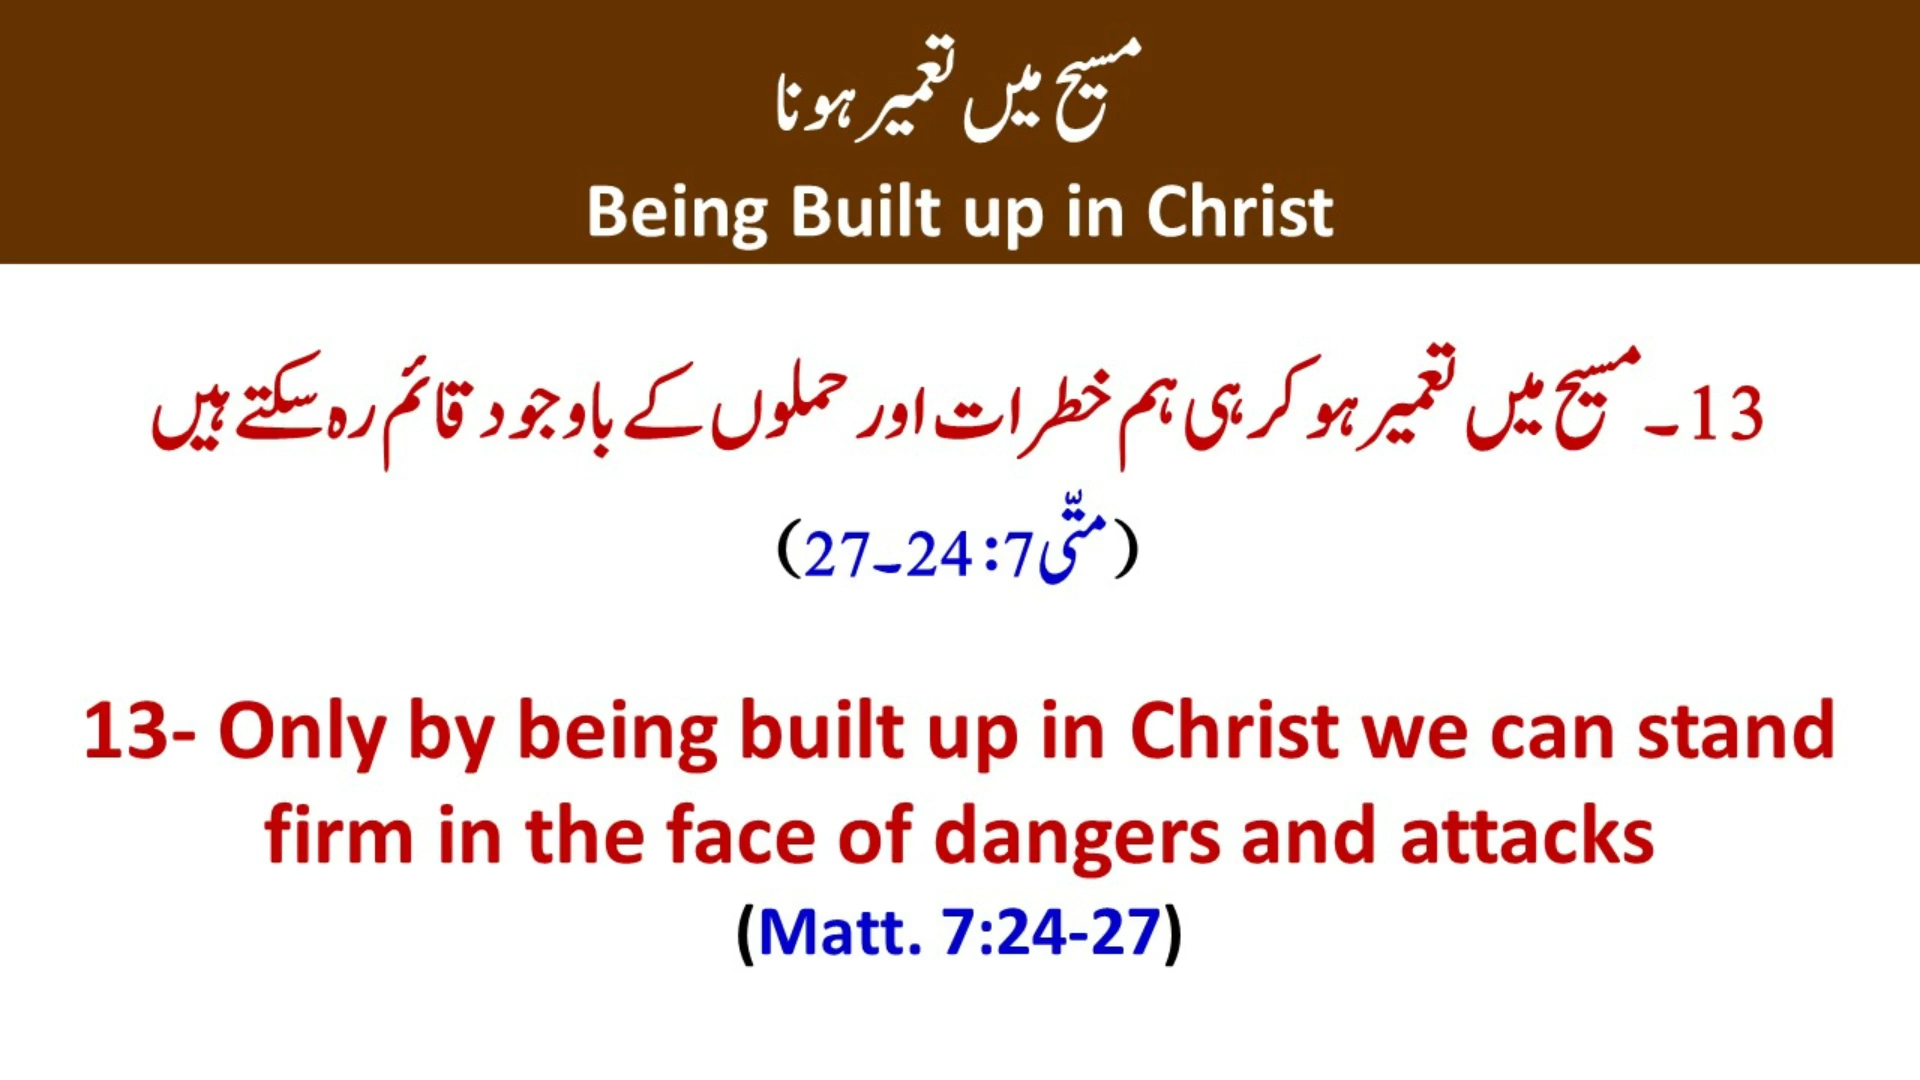 مسیح میں تعمیر ہونا
Being Built up in Christ
13۔ مسیح میں تعمیر ہو کر ہی ہم خطرات اور حملوں کے باوجود قائم رہ سکتے ہیں
(متّی 7: 24۔27)
13- Only by being built up in Christ we can stand
firm in the face of dangers and attacks
(Matt. 7:24-27)